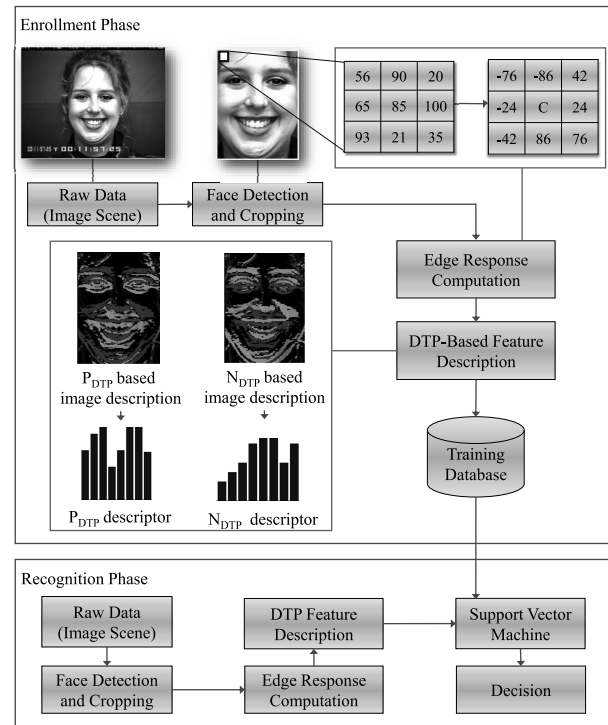 Enrollment Phase
56 90 20
65 85 100
93 21 35
-76 -86 42
-24 C 24
-42 86 76
Raw Data
(Image Scene)
Face Detection
and Cropping
Edge Response
Computation
DTP-Based Feature
Description
P_DTP based
image description
N_DTP based
image description
P_DTP descriptor
N_DTP descriptor
Training
Database
Recognition Phase
Raw Data
(Image Scene)
Face Detection
and Cropping
DTP Feature
Description
Edge Response
Computation
Support Vector
Machine
Decision